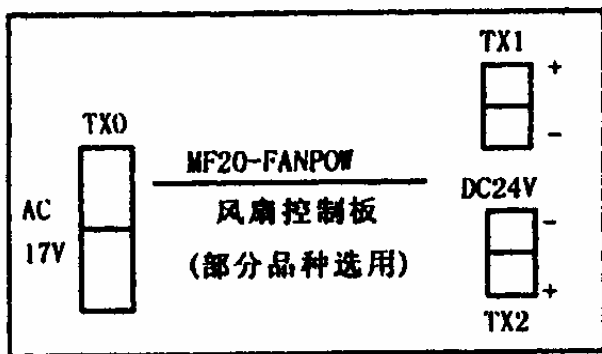 TX1
+
-
TX0
AC
17V
MF20-FANPOW
风扇控制板
(部分品种选用)
DC24V
-
+
TX2